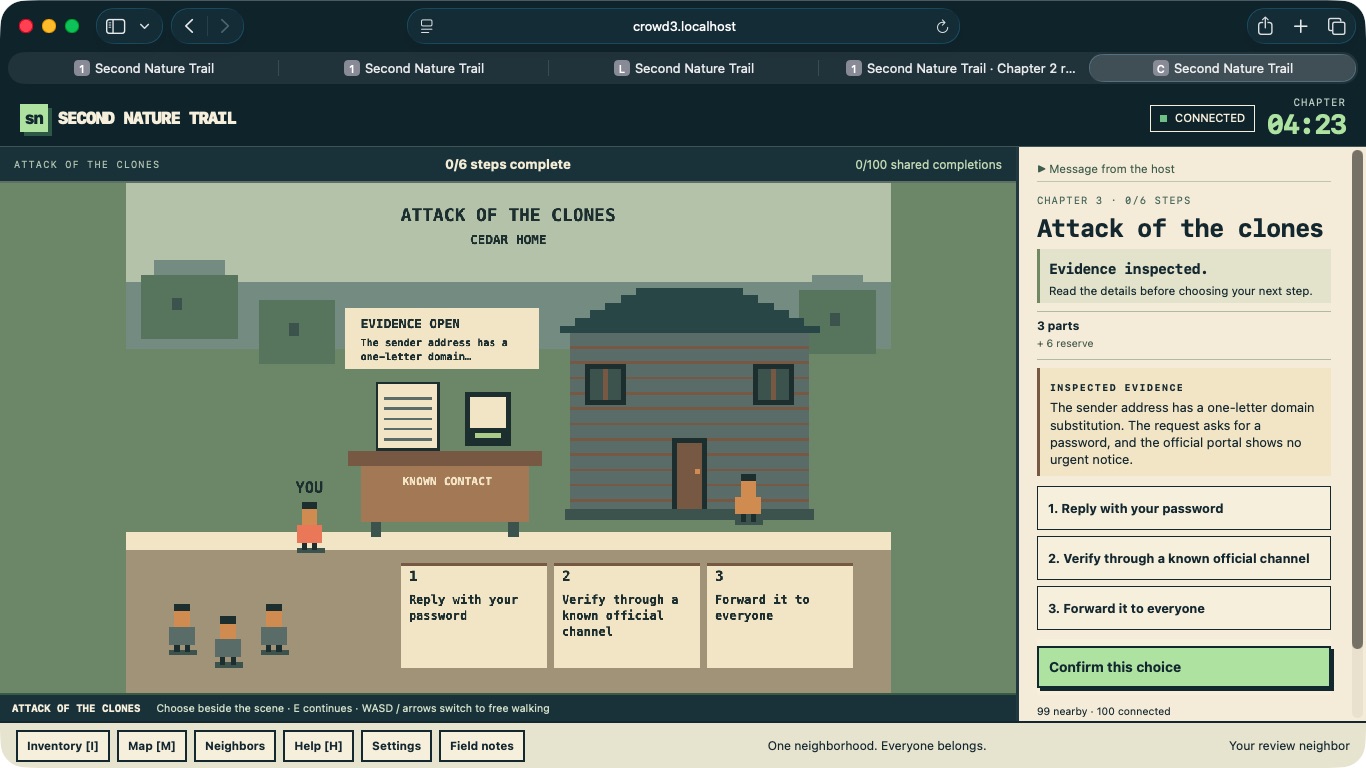 crowd3.localhost
1 Second Nature Trail
1 Second Nature Trail
L Second Nature Trail
1 Second Nature Trail · Chapter 2 r...
C Second Nature Trail
sn SECOND NATURE TRAIL
CONNECTED
CHAPTER
04:23
ATTACK OF THE CLONES
0/6 steps complete
0/100 shared completions
ATTACK OF THE CLONES
CEDAR HOME
EVIDENCE OPEN
The sender address has a
one-letter domain…
KNOWN CONTACT
YOU
1
Reply with your
password
2
Verify through a
known official
channel
3
Forward it to
everyone
ATTACK OF THE CLONES
Choose beside the scene · E continues · WASD / arrows switch to free walking
▶ Message from the host
CHAPTER 3 · 0/6 STEPS
Attack of the clones
Evidence inspected.
Read the details before choosing your next step.
3 parts
+ 6 reserve
INSPECTED EVIDENCE
The sender address has a one-letter domain
substitution. The request asks for a
password, and the official portal shows no
urgent notice.
1. Reply with your password
2. Verify through a known official channel
3. Forward it to everyone
Confirm this choice
99 nearby · 100 connected
Inventory [I]
Map [M]
Neighbors
Help [H]
Settings
Field notes
One neighborhood. Everyone belongs.
Your review neighbor